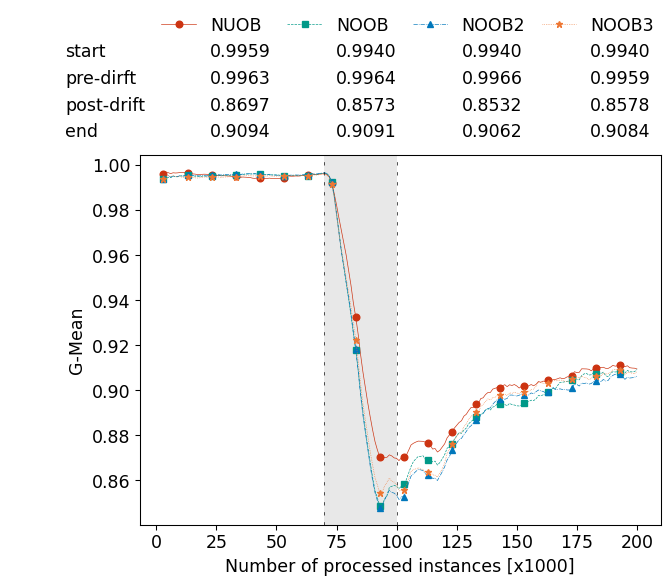 NUOB NOOB NOOB2 NOOB3
start 0.9959 0.9940 0.9940 0.9940
pre-dirft 0.9963 0.9964 0.9966 0.9959
post-drift 0.8697 0.8573 0.8532 0.8578
end 0.9094 0.9091 0.9062 0.9084
1.00
0.98
0.96
0.94
0.92
0.90
0.88
0.86
G-Mean
0 25 50 75 100 125 150 175 200
Number of processed instances [x1000]